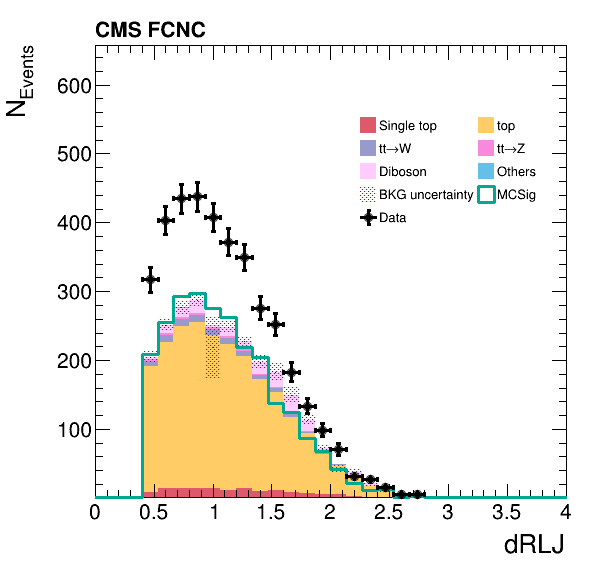 CMS FCNC
N_Events
600
500
400
300
200
100
Single top
top
tt→W
tt→Z
Diboson
Others
BKG uncertainty
MCSig
Data
0 0.5 1 1.5 2 2.5 3 3.5 4
dRLJ